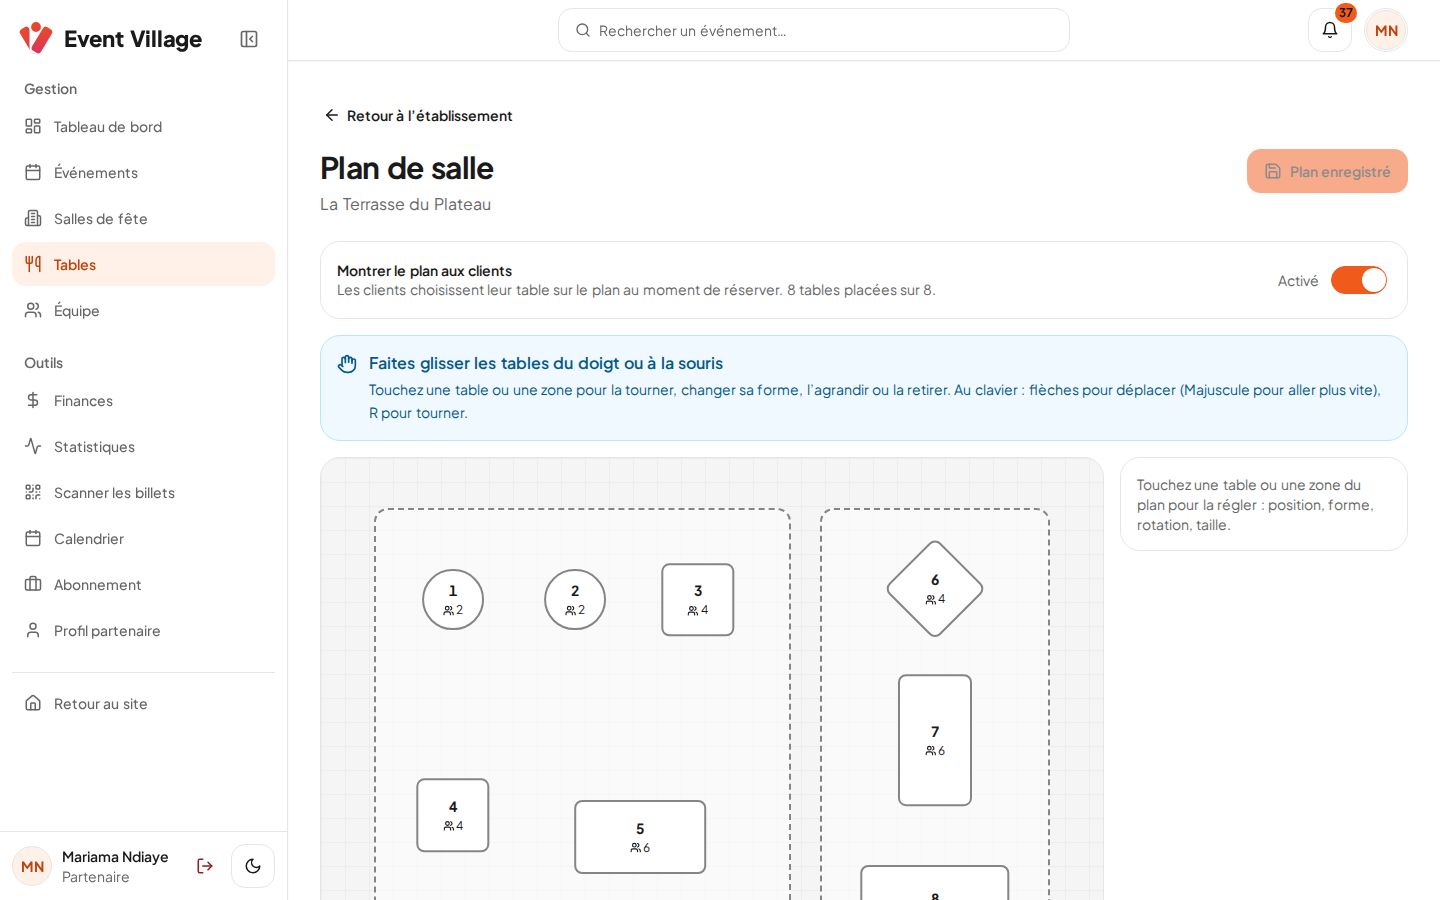 Event Village
Gestion
Tableau de bord
Événements
Salles de fête
Tables
Équipe
Outils
Finances
Statistiques
Scanner les billets
Calendrier
Abonnement
Profil partenaire
Retour au site
MN
Mariama Ndiaye
Partenaire
Rechercher un événement…
37
MN
Retour à l’établissement
Plan de salle
La Terrasse du Plateau
Plan enregistré
Montrer le plan aux clients
Les clients choisissent leur table sur le plan au moment de réserver. 8 tables placées sur 8.
Activé
Faites glisser les tables du doigt ou à la souris
Touchez une table ou une zone pour la tourner, changer sa forme, l’agrandir ou la retirer. Au clavier : flèches pour déplacer (Majuscule pour aller plus vite),
R pour tourner.
1
2
2
2
3
4
6
4
7
6
4
4
5
6
8
Touchez une table ou une zone du
plan pour la régler : position, forme,
rotation, taille.